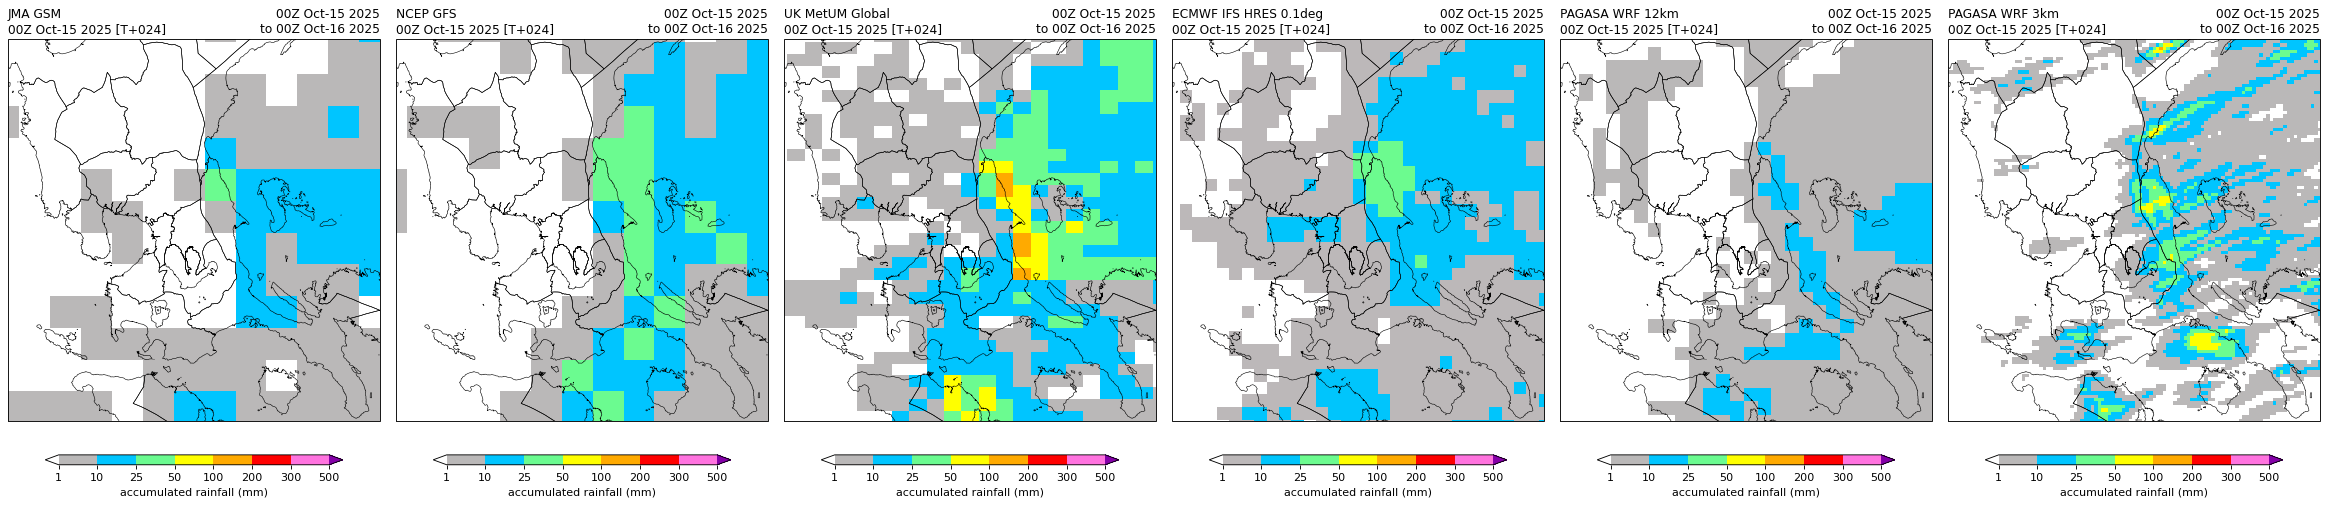 JMA GSM 00Z Oct-15 2025
00Z Oct-15 2025 [T+024] to 00Z Oct-16 2025
1 10 25 50 100 200 300 500
accumulated rainfall (mm)
NCEP GFS 00Z Oct-15 2025
00Z Oct-15 2025 [T+024] to 00Z Oct-16 2025
1 10 25 50 100 200 300 500
accumulated rainfall (mm)
UK MetUM Global 00Z Oct-15 2025
00Z Oct-15 2025 [T+024] to 00Z Oct-16 2025
1 10 25 50 100 200 300 500
accumulated rainfall (mm)
ECMWF IFS HRES 0.1deg 00Z Oct-15 2025
00Z Oct-15 2025 [T+024] to 00Z Oct-16 2025
1 10 25 50 100 200 300 500
accumulated rainfall (mm)
PAGASA WRF 12km 00Z Oct-15 2025
00Z Oct-15 2025 [T+024] to 00Z Oct-16 2025
1 10 25 50 100 200 300 500
accumulated rainfall (mm)
PAGASA WRF 3km 00Z Oct-15 2025
00Z Oct-15 2025 [T+024] to 00Z Oct-16 2025
1 10 25 50 100 200 300 500
accumulated rainfall (mm)